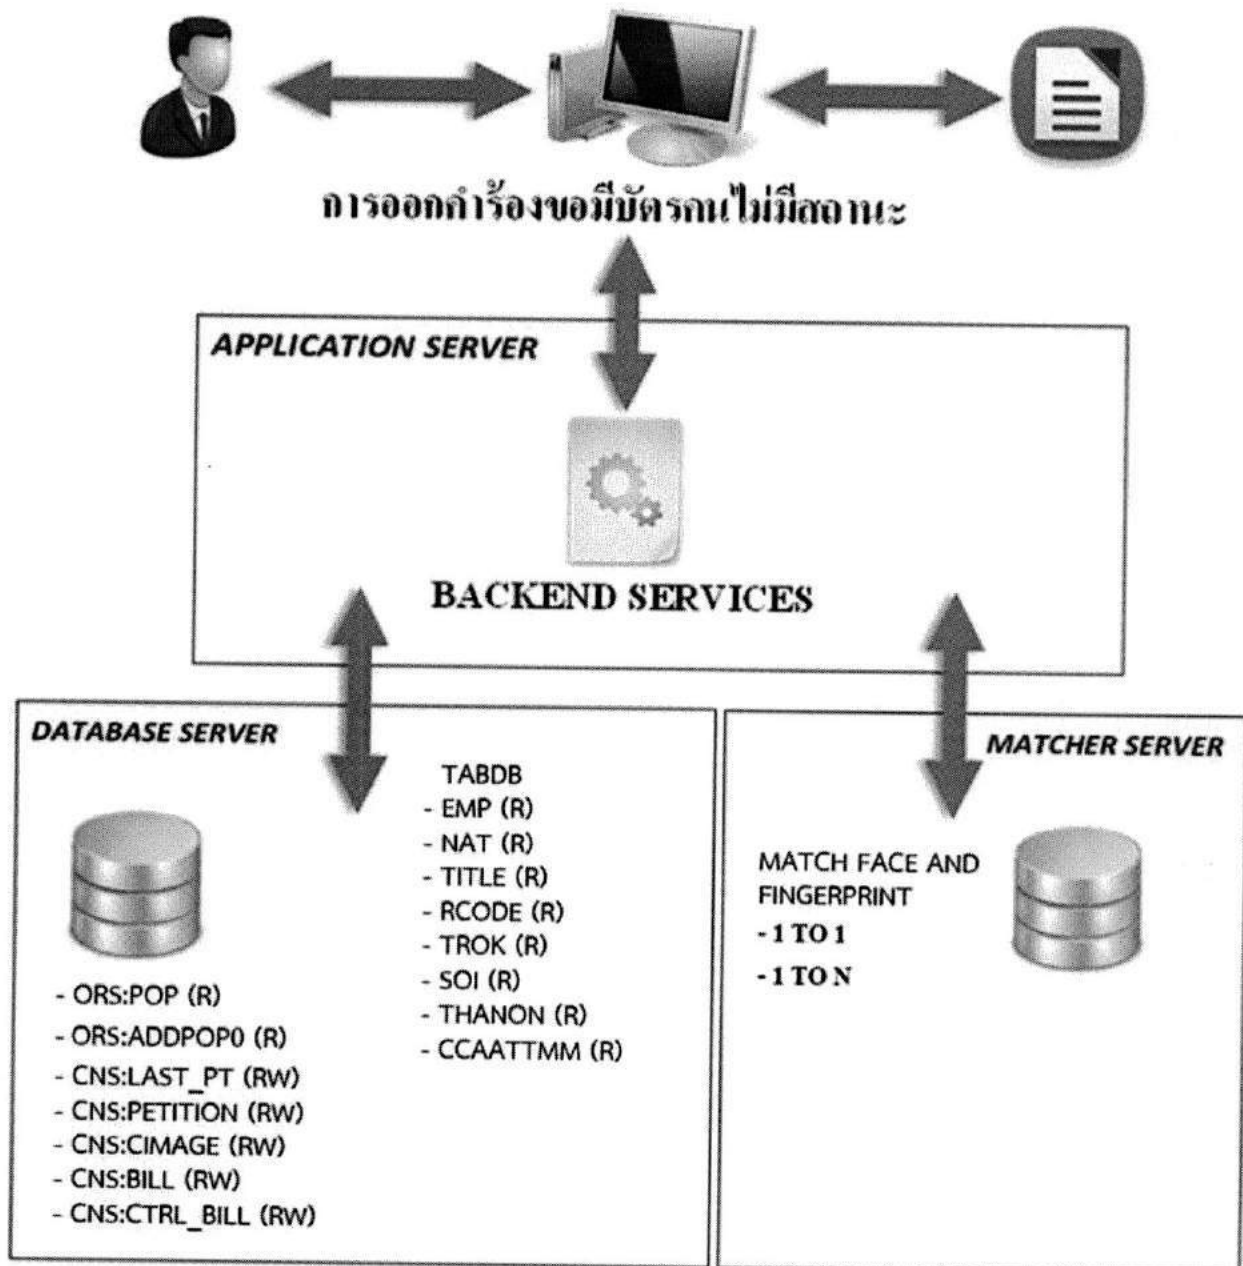 การออกคำร้องขอมีบัตรคนไม่มีสถานะ
APPLICATION SERVER
BACKEND SERVICES
DATABASE SERVER
- ORS:POP (R)
- ORS:ADDPOP0 (R)
- CNS:LAST_PT (RW)
- CNS:PETITION (RW)
- CNS:CIMAGE (RW)
- CNS:BILL (RW)
- CNS:CTRL_BILL (RW)
TABDB
- EMP (R)
- NAT (R)
- TITLE (R)
- RCODE (R)
- TROK (R)
- SOI (R)
- THANON (R)
- CCAATTMM (R)
MATCHER SERVER
MATCH FACE AND
FINGERPRINT
- 1 TO 1
- 1 TO N